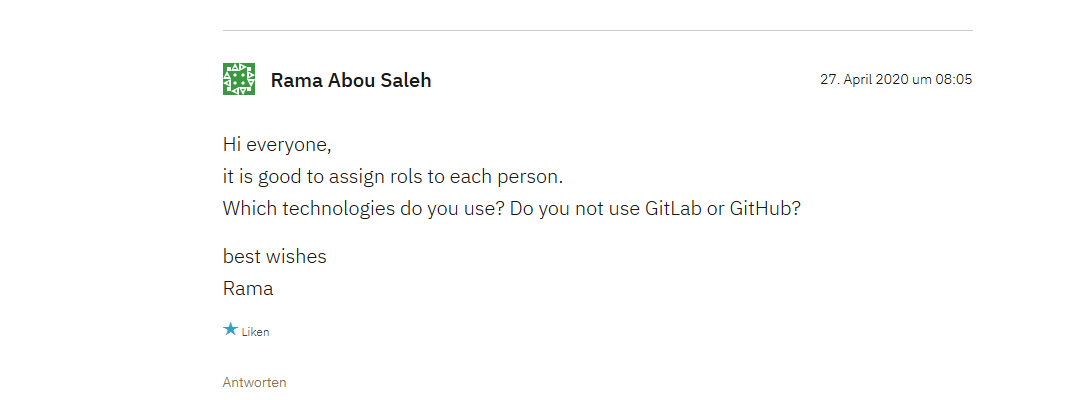 Rama Abou Saleh
27. April 2020 um 08:05
Hi everyone,
it is good to assign rols to each person.
Which technologies do you use? Do you not use GitLab or GitHub?
best wishes
Rama
Liken
Antworten